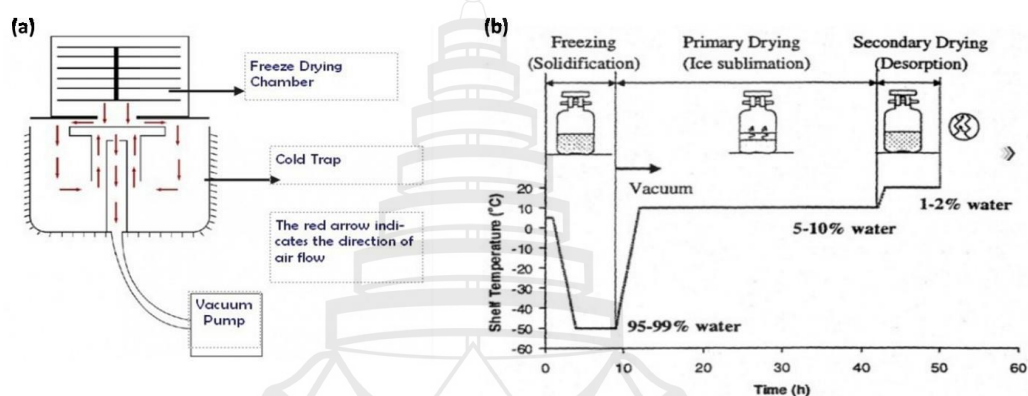 (a)
Freeze Drying
Chamber
Cold Trap
The red arrow indi-
cates the direction of
air flow
Vacuum
Pump
(b)
Freezing
(Solidification)
Primary Drying
(Ice sublimation)
Secondary Drying
(Desorption)
Vacuum
Shelf Temperature (°C)
20
10
0
-10
-20
-30
-40
-50
-60
95-99% water
5-10% water
1-2% water
0
10
20
30
40
50
60
Time (h)